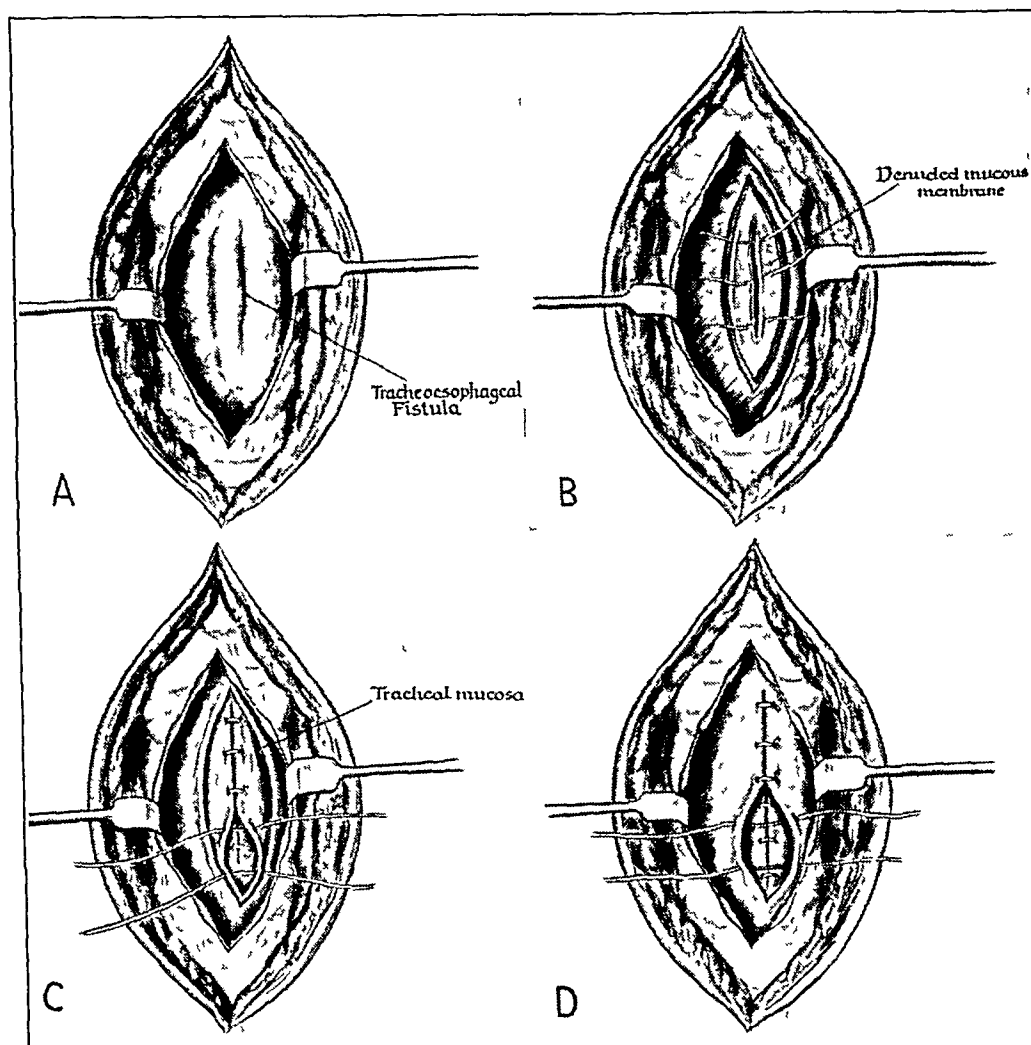 Denuded mucous
membrane
Tracheoesophageal
Fistula
A
B
Tracheal mucosa
C
D